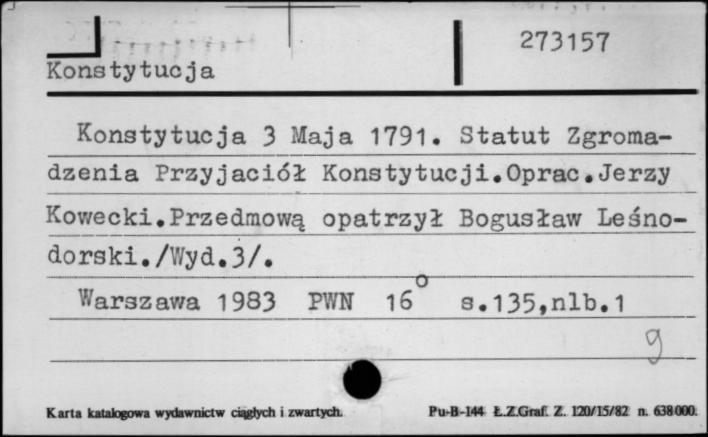 273157
Konstytucja
Konstytucja 3 Maja 1791. Statut Zgroma-
dzenia Przyjaciół Konstytucji.Oprac.Jerzy
Kowecki.Przedmową opatrzył Bogusław Leśno-
dorski./Wyd.3/.
Warszawa 1983 PWN 16° s.135,nlb.1
g
Karta katalogowa wydawnictw ciągłych i zwartych.
Pu-B-144 Ł.Z.Graf. Z. 120/15/82 n. 638000.